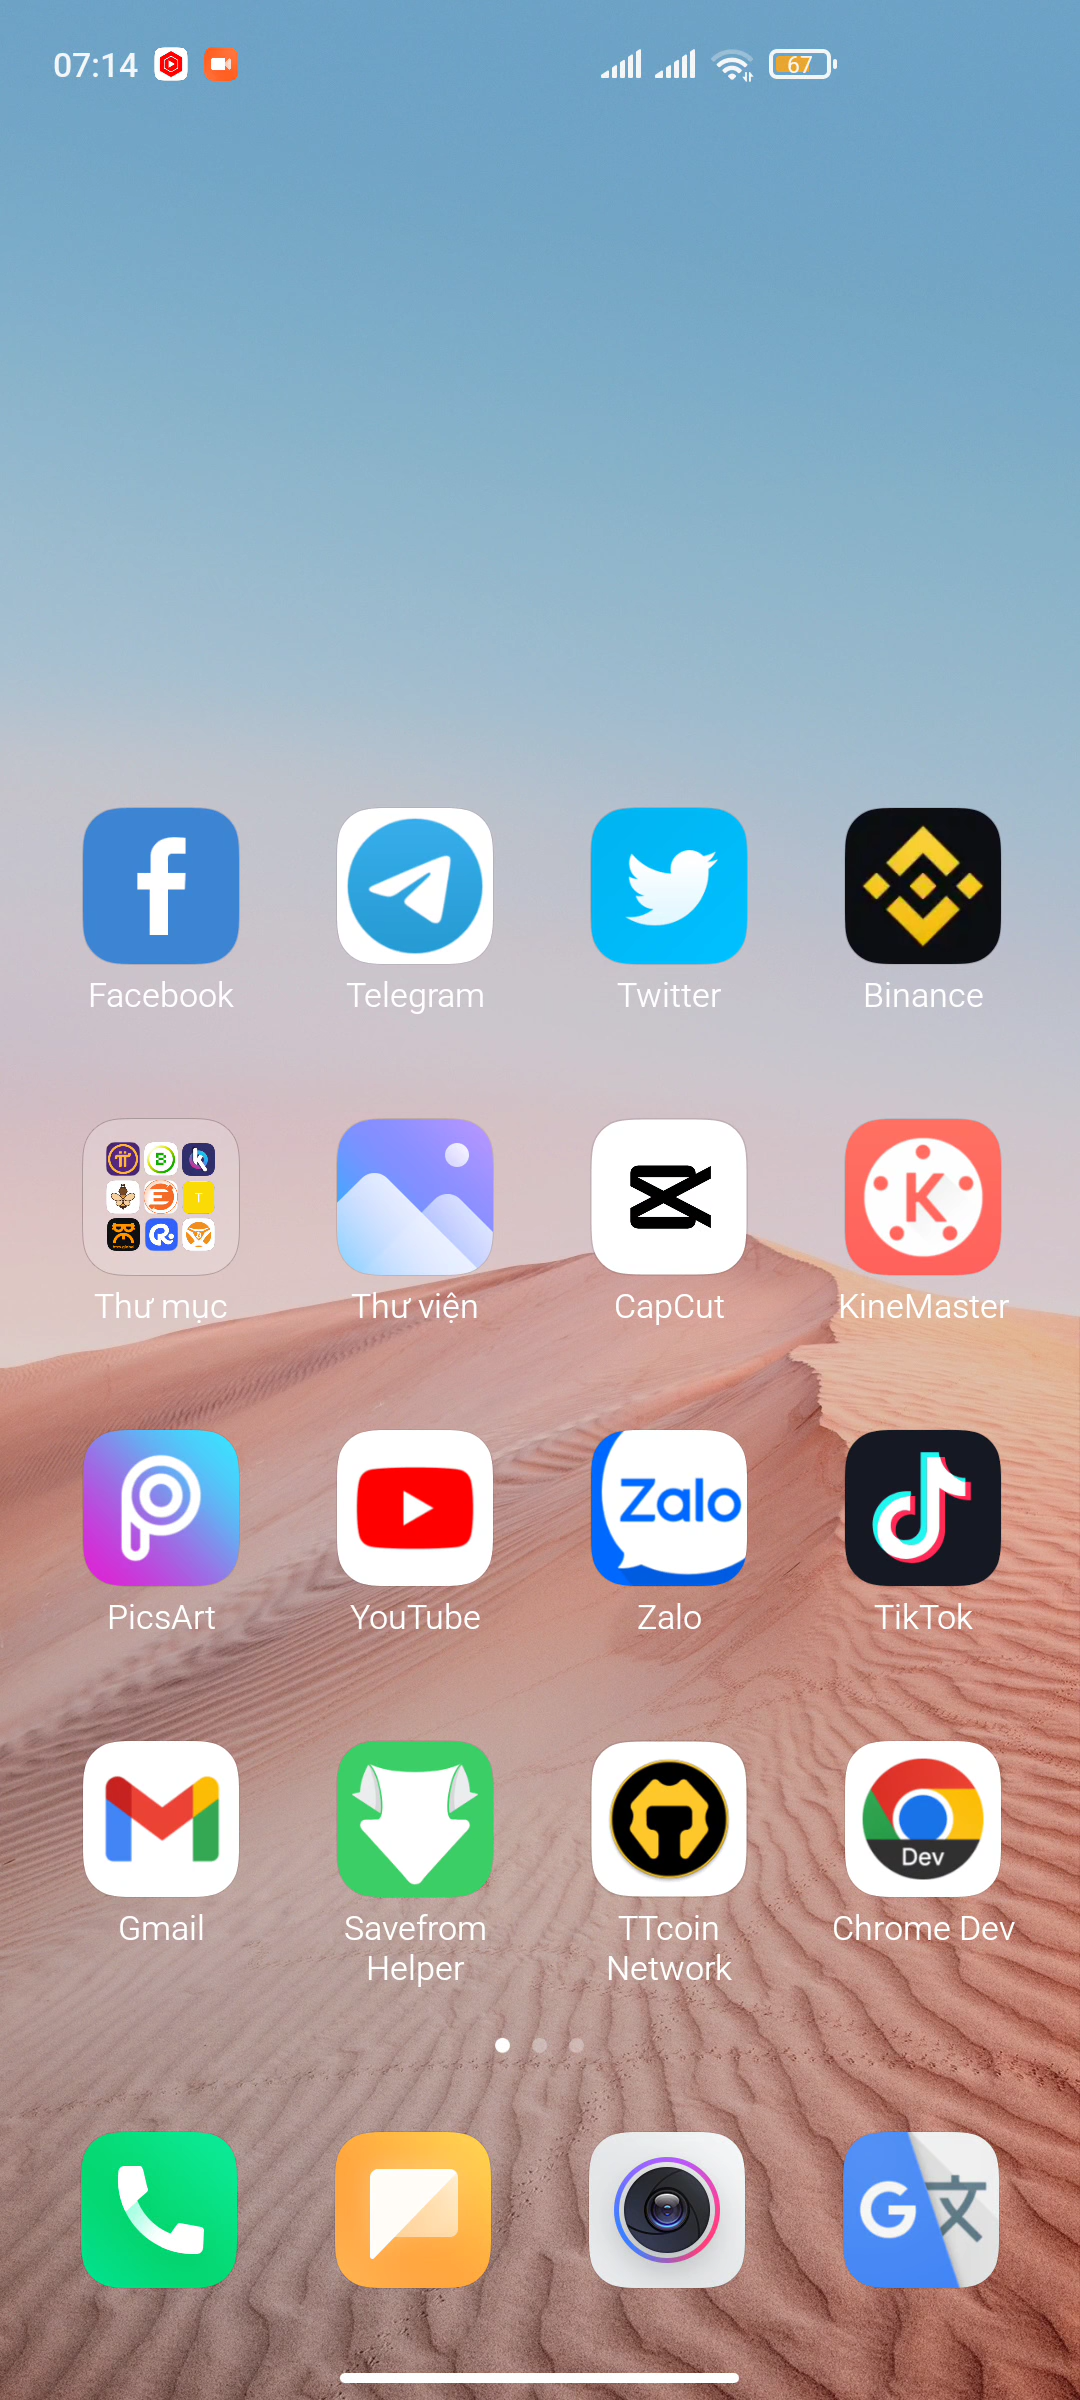 07:14
67
Facebook
Telegram
Twitter
Binance
Thư mục
Thư viện
CapCut
KineMaster
Zalo
PicsArt
YouTube
Zalo
TikTok
Dev
Gmail
Savefrom
Helper
TTcoin
Network
Chrome Dev
G 文